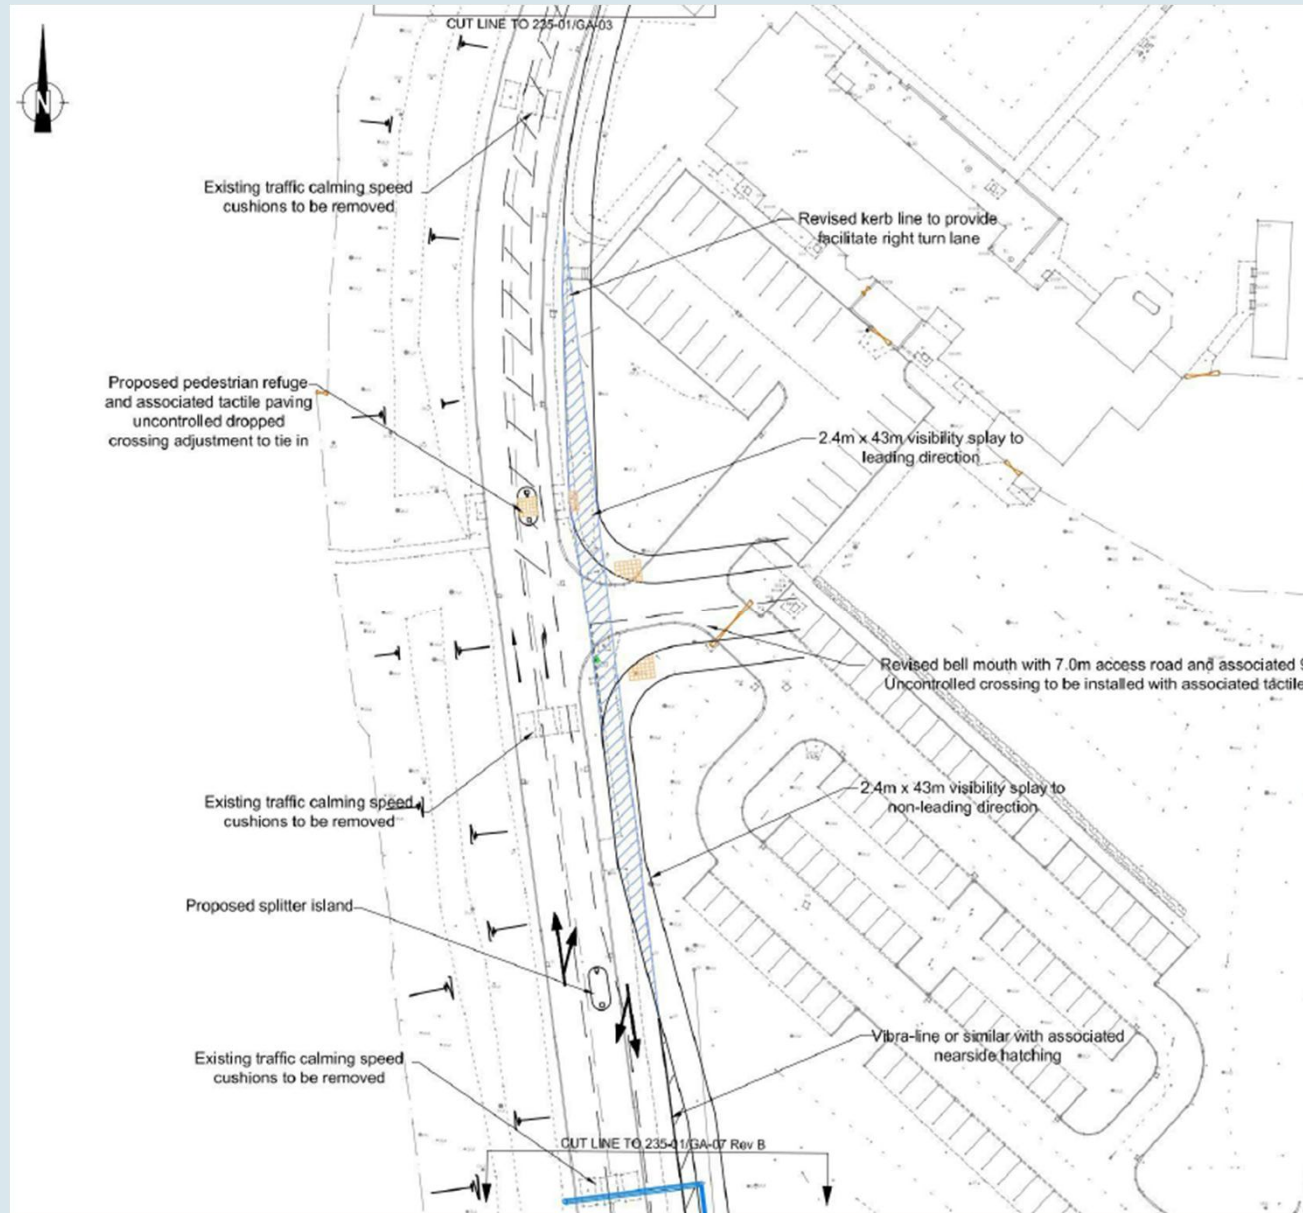 CUT LINE TO 235-01/GA-03
N
Existing traffic calming speed
cushions to be removed
Revised kerb line to provide
facilitate right turn lane
Proposed pedestrian refuge
and associated tactile paving
uncontrolled dropped
crossing adjustment to tie in
2.4m x 43m visibility splay to
leading direction
Revised bell mouth with 7.0m access road and associated
Uncontrolled crossing to be installed with associated tactile
Existing traffic calming speed
cushions to be removed
2.4m x 43m visibility splay to
non-leading direction
Proposed splitter island
Vibra-line or similar with associated
nearside hatching
Existing traffic calming speed
cushions to be removed
CUT LINE TO 235-01/GA-07 Rev B